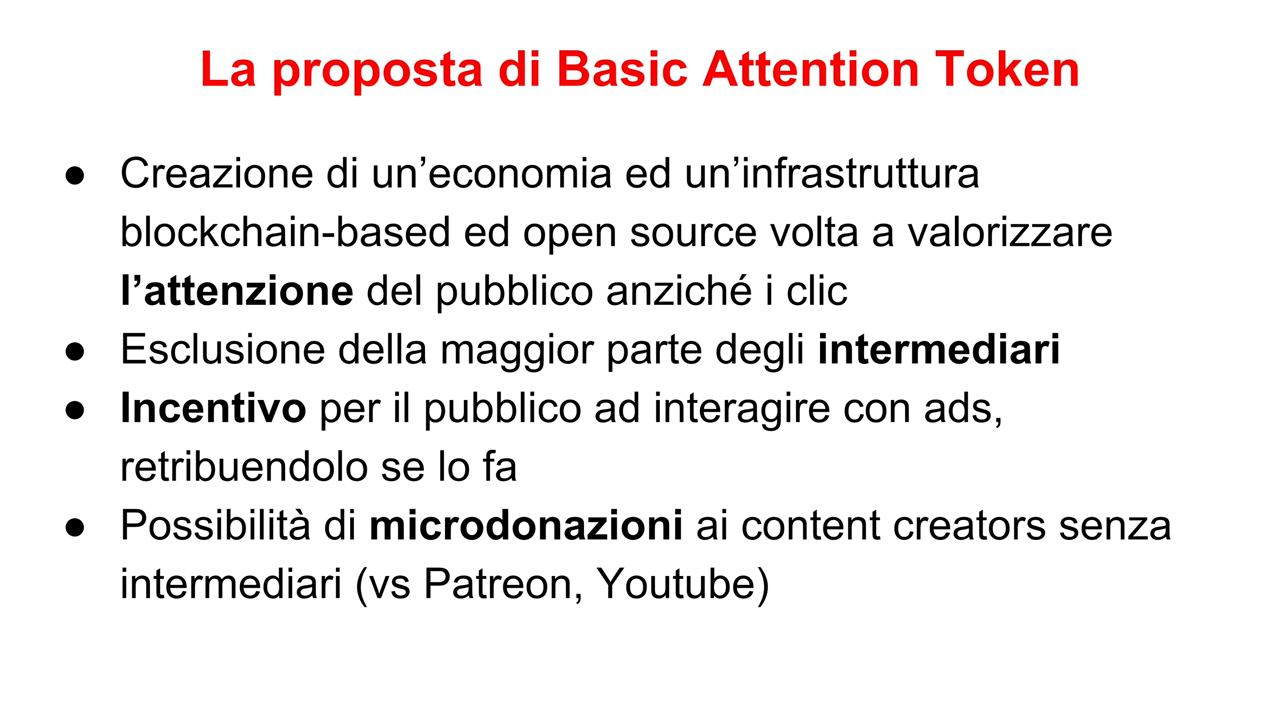 La proposta di Basic Attention Token
● Creazione di un’economia ed un’infrastruttura
blockchain-based ed open source volta a valorizzare
l’attenzione del pubblico anziché i clic
● Esclusione della maggior parte degli intermediari
● Incentivo per il pubblico ad interagire con ads,
retribuendolo se lo fa
● Possibilità di microdonazioni ai content creators senza
intermediari (vs Patreon, Youtube)